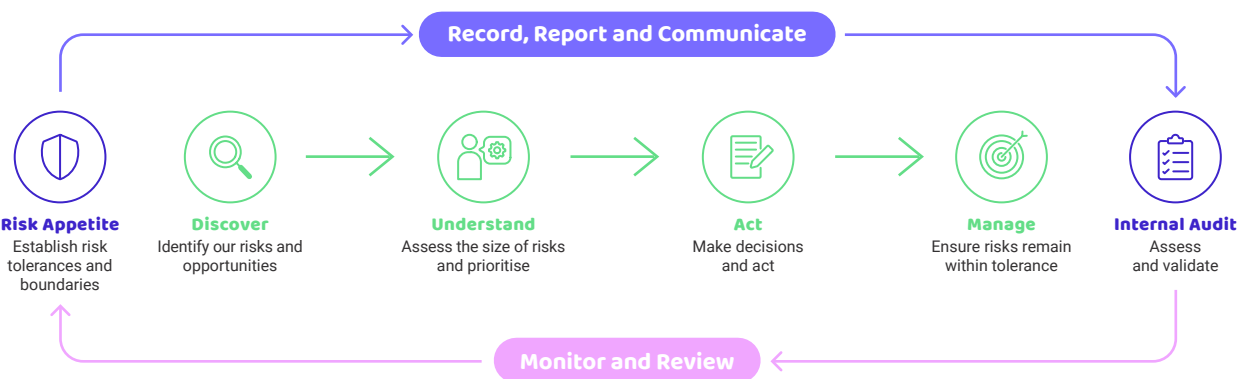 Record, Report and Communicate
Risk Appetite
Establish risk
tolerances and
boundaries
Discover
Identify our risks and
opportunities
Understand
Assess the size of risks
and prioritise
Act
Make decisions
and act
Manage
Ensure risks remain
within tolerance
Internal Audit
Assess
and validate
Monitor and Review